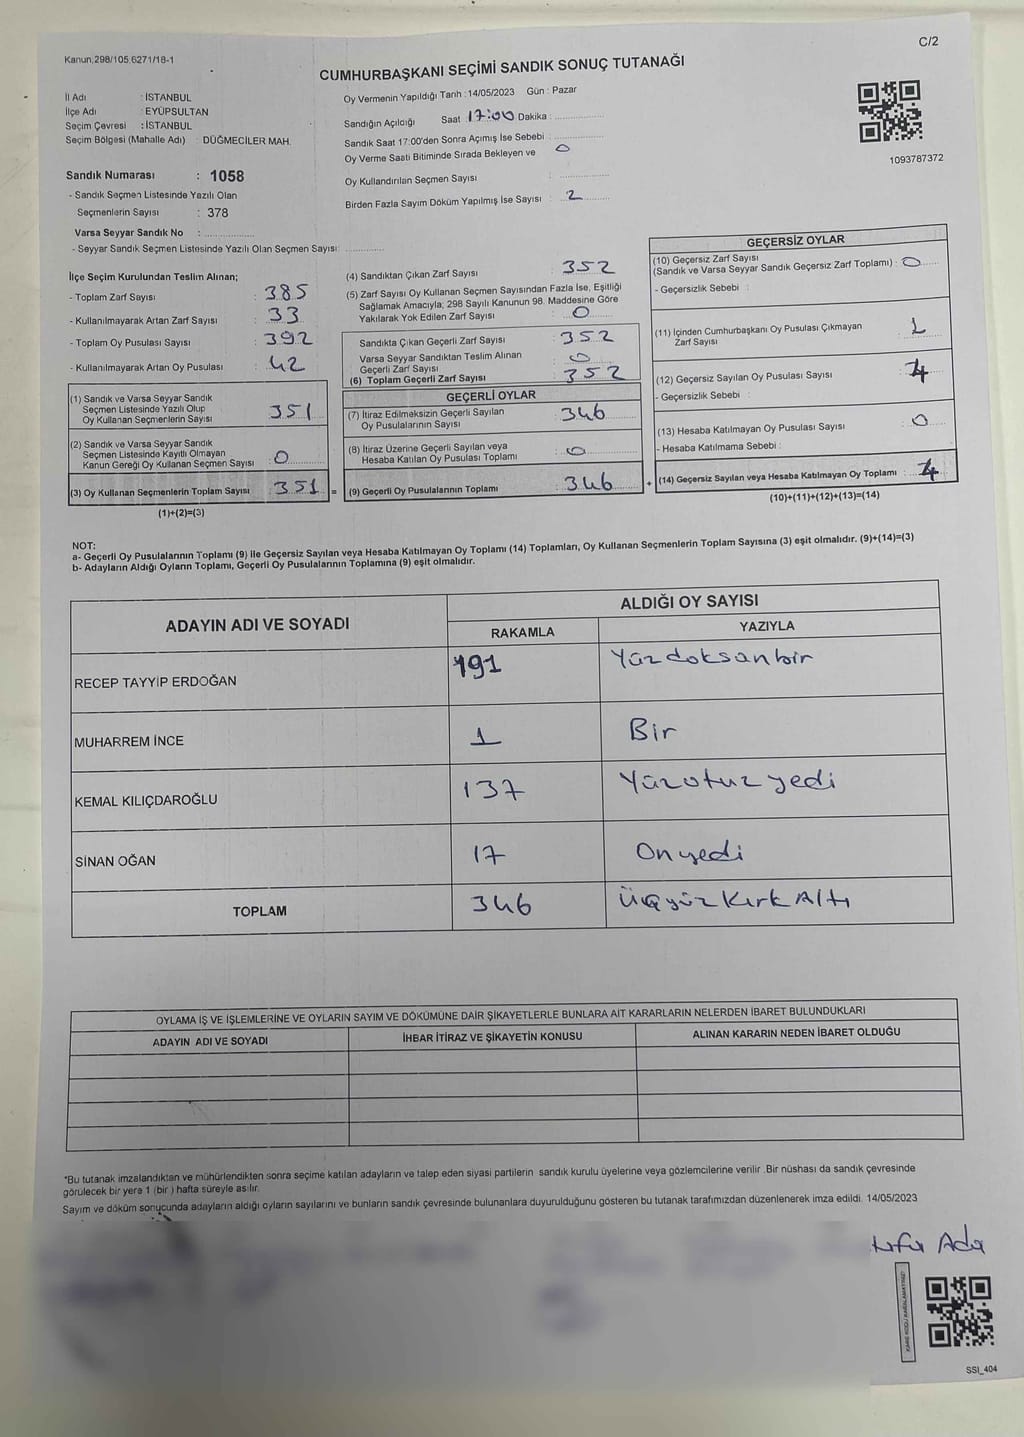 C/2
Kanun,298/105,6271/18-1
CUMHURBAŞKANI SEÇİMİ SANDIK SONUÇ TUTANAĞI
İl Adı : İSTANBUL
İlçe Adı : EYÜPSULTAN
Seçim Çevresi : İSTANBUL
Seçim Bölgesi (Mahalle Adı) : DÜĞMECİLER MAH.
Sandık Numarası : 1058
- Sandık Seçmen Listesinde Yazılı Olan
Seçmenlerin Sayısı : 378
Varsa Seyyar Sandık No : ..............
- Seyyar Sandık Seçmen Listesinde Yazılı Olan Seçmen Sayısı: ..............
Oy Vermenin Yapıldığı Tarih : 14/05/2023 Gün : Pazar
Sandığın Açıldığı Saat 17:00 Dakika : ..............
Sandık Saat 17:00'den Sonra Açımış İse Sebebi : ..............
Oy Verme Saati Bitiminde Sırada Bekleyen ve 0
Oy Kullandırılan Seçmen Sayısı : ..............
Birden Fazla Sayım Döküm Yapılmış İse Sayısı : 2
1093787372
İlçe Seçim Kurulundan Teslim Alınan;
- Toplam Zarf Sayısı : 385
- Kullanılmayarak Artan Zarf Sayısı : 33
- Toplam Oy Pusulası Sayısı : 392
- Kullanılmayarak Artan Oy Pusulası : 42
(1) Sandık ve Varsa Seyyar Sandık
Seçmen Listesinde Yazılı Olup
Oy Kullanan Seçmenlerin Sayısı : 351
(2) Sandık ve Varsa Seyyar Sandık
Seçmen Listesinde Kayıtlı Olmayan
Kanun Gereği Oy Kullanan Seçmen Sayısı : 0
(3) Oy Kullanan Seçmenlerin Toplam Sayısı : 351 =
(1)+(2)=(3)
(4) Sandıktan Çıkan Zarf Sayısı : 352
(5) Zarf Sayısı Oy Kullanan Seçmen Sayısından Fazla İse, Eşitliği
Sağlamak Amacıyla; 298 Sayılı Kanunun 98. Maddesine Göre
Yakılarak Yok Edilen Zarf Sayısı : 0
Sandıkta Çıkan Geçerli Zarf Sayısı : 352
Varsa Seyyar Sandıktan Teslim Alınan
Geçerli Zarf Sayısı : 0
(6) Toplam Geçerli Zarf Sayısı : 352
GEÇERLİ OYLAR
(7) İtiraz Edilmeksizin Geçerli Sayılan
Oy Pusulalarının Sayısı : 346
(8) İtiraz Üzerine Geçerli Sayılan veya
Hesaba Katılan Oy Pusulası Toplamı : 0
(9) Geçerli Oy Pusulalarının Toplamı : 346 +
GEÇERSİZ OYLAR
(10) Geçersiz Zarf Sayısı
(Sandık ve Varsa Seyyar Sandık Geçersiz Zarf Toplamı) : 0
- Geçersizlik Sebebi :
(11) İçinden Cumhurbaşkanı Oy Pusulası Çıkmayan
Zarf Sayısı : 1
(12) Geçersiz Sayılan Oy Pusulası Sayısı : 4
- Geçersizlik Sebebi :
(13) Hesaba Katılmayan Oy Pusulası Sayısı : 0
- Hesaba Katılmama Sebebi :
(14) Geçersiz Sayılan veya Hesaba Katılmayan Oy Toplamı :
(10)+(11)+(12)+(13)=(14)
NOT:
a- Geçerli Oy Pusulalarının Toplamı (9) ile Geçersiz Sayılan veya Hesaba Katılmayan Oy Toplamı (14) Toplamları, Oy Kullanan Seçmenlerin Toplam Sayısına (3) eşit olmalıdır. (9)+(14)=(3)
b- Adayların Aldığı Oyların Toplamı, Geçerli Oy Pusulalarının Toplamına (9) eşit olmalıdır.
ADAYIN ADI VE SOYADI
ALDIĞI OY SAYISI
RAKAMLA YAZIYLA
RECEP TAYYİP ERDOĞAN 191 Yüzdoksanbir
MUHARREM İNCE 1 Bir
KEMAL KILIÇDAROĞLU 137 Yüzotuzyedi
SİNAN OĞAN 17 Onyedi
TOPLAM 346 ÜçyüzKırkAltı
OYLAMA İŞ VE İŞLEMLERİNE VE OYLARIN SAYIM VE DÖKÜMÜNE DAİR ŞİKAYETLERLE BUNLARA AİT KARARLARIN NELERDEN İBARET BULUNDUKLARI
ADAYIN ADI VE SOYADI İHBAR İTİRAZ VE ŞİKAYETİN KONUSU ALINAN KARARIN NEDEN İBARET OLDUĞU
*Bu tutanak imzalandıktan ve mühürlendikten sonra seçime katılan adayların ve talep eden siyasi partilerin sandık kurulu üyelerine veya gözlemcilerine verilir .Bir nüshası da sandık çevresinde
görülecek bir yere 1 (bir ) hafta süreyle asılır.
Sayım ve döküm sonucunda adayların aldığı oyların sayılarını ve bunların sandık çevresinde bulunanlara duyurulduğunu gösteren bu tutanak tarafımızdan düzenlenerek imza edildi. 14/05/2023
KARE KODU KARALAMAYINIZ!
SSI_404